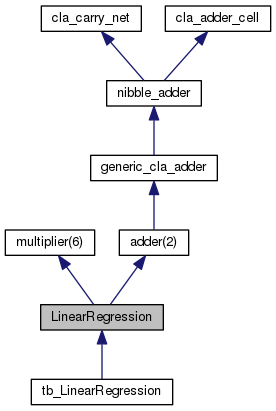 cla_carry_net
cla_adder_cell
nibble_adder
generic_cla_adder
multiplier(6)
adder(2)
LinearRegression
tb_LinearRegression